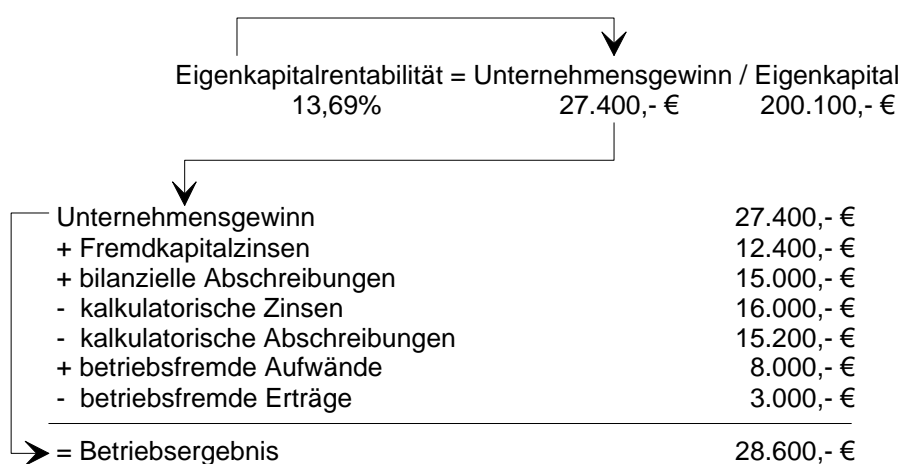 Eigenkapitalrentabilität = Unternehmensgewinn / Eigenkapital
13,69% 27.400,- € 200.100,- €
Unternehmensgewinn 27.400,- €
+ Fremdkapitalzinsen 12.400,- €
+ bilanzielle Abschreibungen 15.000,- €
- kalkulatorische Zinsen 16.000,- €
- kalkulatorische Abschreibungen 15.200,- €
+ betriebsfremde Aufwände 8.000,- €
- betriebsfremde Erträge 3.000,- €
= Betriebsergebnis 28.600,- €